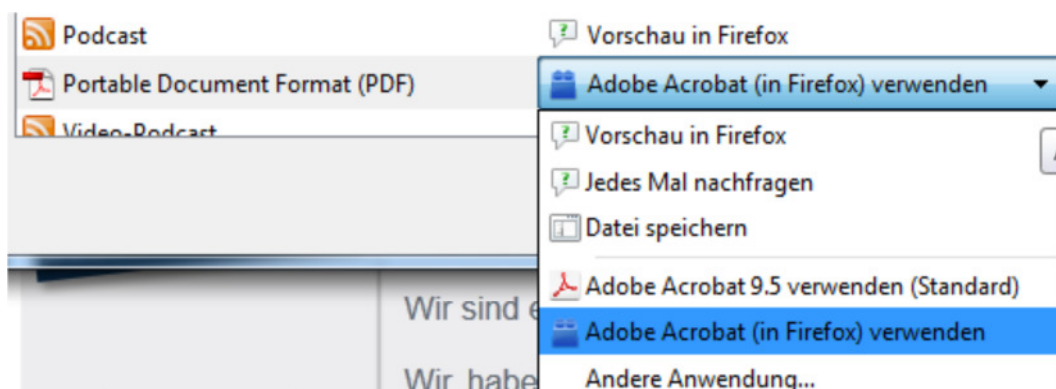 Podcast
Vorschau in Firefox
Portable Document Format (PDF)
Adobe Acrobat (in Firefox) verwenden
Video-Podcast
Vorschau in Firefox
Jedes Mal nachfragen
Datei speichern
Adobe Acrobat 9.5 verwenden (Standard)
Wir sind e
Adobe Acrobat (in Firefox) verwenden
Wir habe
Andere Anwendung...